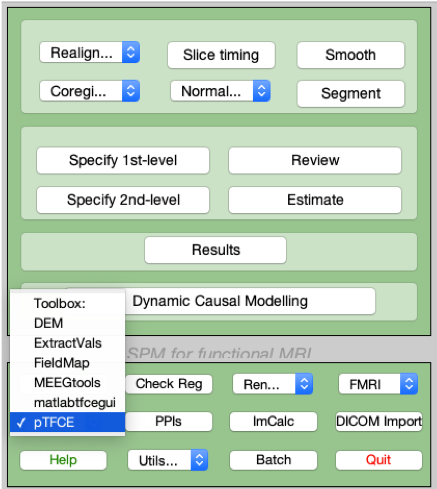 Realign... Slice timing Smooth
Coregi... Normal... Segment
Specify 1st-level Review
Specify 2nd-level Estimate
Results
Dynamic Causal Modelling
Toolbox:
DEM
ExtractVals
FieldMap
MEEGtools
matlabtfcegui
✓ pTFCE
SPM for functional MRI
Check Reg Ren... FMRI
PPIs ImCalc DICOM Import
Help Utils... Batch Quit